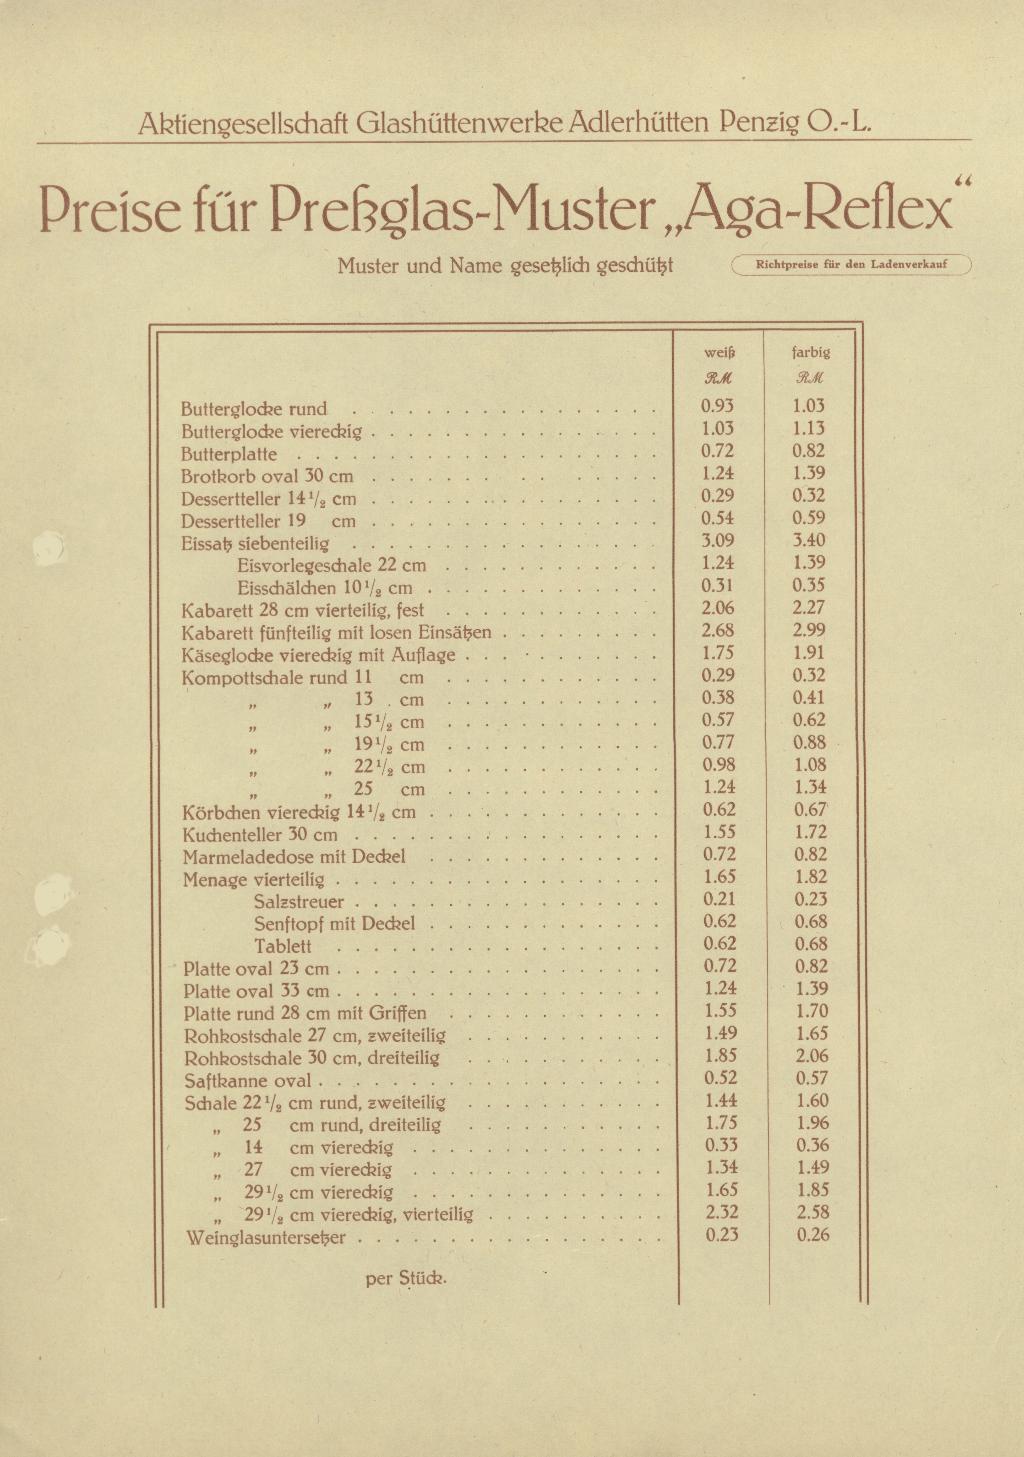 Aktiengesellschaft Glashüttenwerke Adlerhütten Penzig O.-L.
Preise für Preßglas-Muster „Aga-Reflex“
Muster und Name gesetzlich geschützt
Richtpreise für den Ladenverkauf
weiß farbig
RM RM
Butterglocke rund . . . . . . . . . . . . . . . . 0.93 1.03
Butterglocke viereckig . . . . . . . . . . . . . . . . 1.03 1.13
Butterplatte . . . . . . . . . . . . . . . . 0.72 0.82
Brotkorb oval 30 cm . . . . . . . . . . . . . . . 1.24 1.39
Dessertteller 14 1/2 cm . . . . . . . . . . . . . . . . 0.29 0.32
Dessertteller 19 cm . . . . . . . . . . . . . . . . 0.54 0.59
Eissatz siebenteilig . . . . . . . . . . . . . . . . . 3.09 3.40
Eisvorlegeschale 22 cm . . . . . . . . . . . . 1.24 1.39
Eisschälchen 10 1/2 cm . . . . . . . . . . . . . 0.31 0.35
Kabarett 28 cm vierteilig, fest . . . . . . . . . . . . 2.06 2.27
Kabarett fünfteilig mit losen Einsätzen . . . . . . . . . 2.68 2.99
Käseglocke viereckig mit Auflage . . . . . . . . . . . 1.75 1.91
Kompottschale rund 11 cm . . . . . . . . . . . . 0.29 0.32
„ „ 13 cm . . . . . . . . . . . . 0.38 0.41
„ „ 15 1/2 cm . . . . . . . . . . . . 0.57 0.62
„ „ 19 1/2 cm . . . . . . . . . . . . 0.77 0.88
„ „ 22 1/2 cm . . . . . . . . . . . . 0.98 1.08
„ „ 25 cm . . . . . . . . . . . . 1.24 1.34
Körbchen viereckig 14 1/2 cm . . . . . . . . . . . . . 0.62 0.67
Kuchenteller 30 cm . . . . . . . . . . . . . . . . . 1.55 1.72
Marmeladedose mit Deckel . . . . . . . . . . . . . 0.72 0.82
Menage vierteilig . . . . . . . . . . . . . . . . . . 1.65 1.82
Salzstreuer . . . . . . . . . . . . . . . . . 0.21 0.23
Senftopf mit Deckel . . . . . . . . . . . . . 0.62 0.68
Tablett . . . . . . . . . . . . . . . . . . 0.62 0.68
Platte oval 23 cm . . . . . . . . . . . . . . . . . . 0.72 0.82
Platte oval 33 cm . . . . . . . . . . . . . . . . . . 1.24 1.39
Platte rund 28 cm mit Griffen . . . . . . . . . . . . 1.55 1.70
Rohkostschale 27 cm, zweiteilig . . . . . . . . . . . 1.49 1.65
Rohkostschale 30 cm, dreiteilig . . . . . . . . . . . 1.85 2.06
Saftkanne oval . . . . . . . . . . . . . . . . . . . 0.52 0.57
Schale 22 1/2 cm rund, zweiteilig . . . . . . . . . . . 1.44 1.60
„ 25 cm rund, dreiteilig . . . . . . . . . . . 1.75 1.96
„ 14 cm viereckig . . . . . . . . . . . . . . 0.33 0.36
„ 27 cm viereckig . . . . . . . . . . . . . . 1.34 1.49
„ 29 1/2 cm viereckig . . . . . . . . . . . . . . 1.65 1.85
„ 29 1/2 cm viereckig, vierteilig . . . . . . . . . . 2.32 2.58
Weinglasuntersetzer . . . . . . . . . . . . . . . . . 0.23 0.26
per Stück.